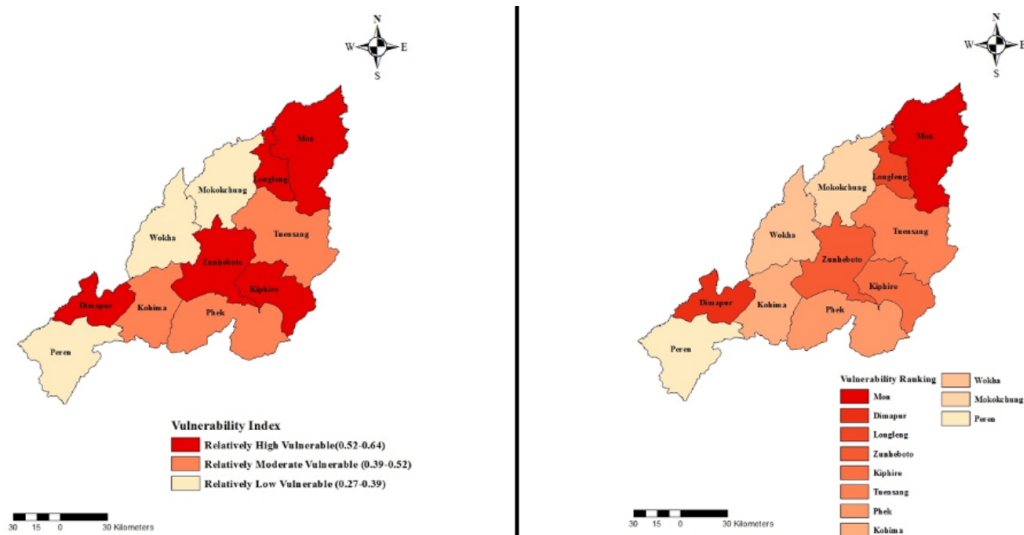 N
W E
S
Mon
Longleng
Mokokchung
Tuensang
Wokha
Zunheboto
Kiphire
Dimapur
Kohima
Phek
Peren
Vulnerability Index
Relatively High Vulnerable(0.52-0.64)
Relatively Moderate Vulnerable (0.39-0.52)
Relatively Low Vulnerable (0.27-0.39)
30 15 0 30 Kilometers
N
W E
S
Mon
Longleng
Mokokchung
Tuensang
Wokha
Zunheboto
Kiphire
Dimapur
Kohima
Phek
Peren
Vulnerability Ranking
Mon
Dimapur
Longleng
Zunheboto
Kiphire
Tuensang
Phek
Kohima
Wokha
Mokokchung
Peren
30 15 0 30 Kilometers